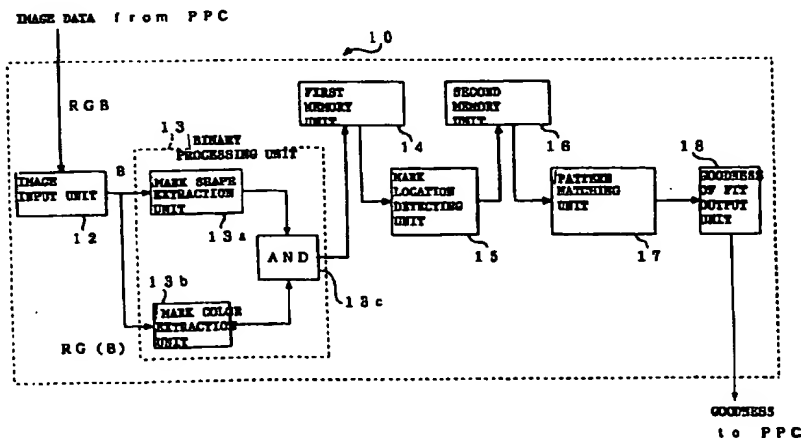 IMAGE DATA from PPC
10
RGB
FIRST
MEMORY
UNIT
14
SECOND
MEMORY
UNIT
16
13
BINARY
PROCESSING UNIT
B
IMAGE
INPUT UNIT
12
MARK SHAPE
EXTRACTION
UNIT
13a
MARK
LOCATION
DETECTING
UNIT
15
PATTERN
MATCHING
UNIT
17
18
GOODNESS
OF FIT
OUTPUT
UNIT
AND
13c
13b
MARK COLOR
EXTRACTION
UNIT
RG (B)
GOODNESS
to PPC